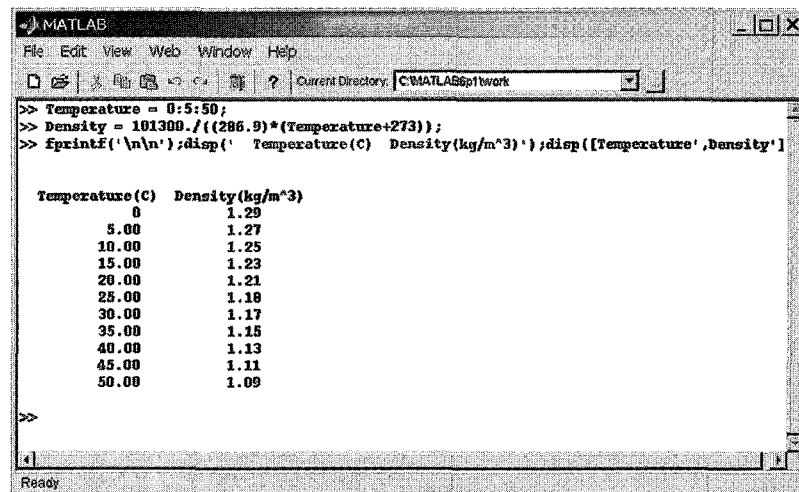 MATLAB
File Edit View Web Window Help
? Current Directory: C:\MATLAB6p1\work
>> Temperature = 0:5:50;
>> Density = 101300./((286.9)*(Temperature+273));
>> fprintf('\n\n');disp('  Temperature(C)  Density(kg/m^3)');disp([Temperature',Density']
Temperature(C) Density(kg/m^3)
0 1.29
5.00 1.27
10.00 1.25
15.00 1.23
20.00 1.21
25.00 1.18
30.00 1.17
35.00 1.15
40.00 1.13
45.00 1.11
50.00 1.09
>>
Ready